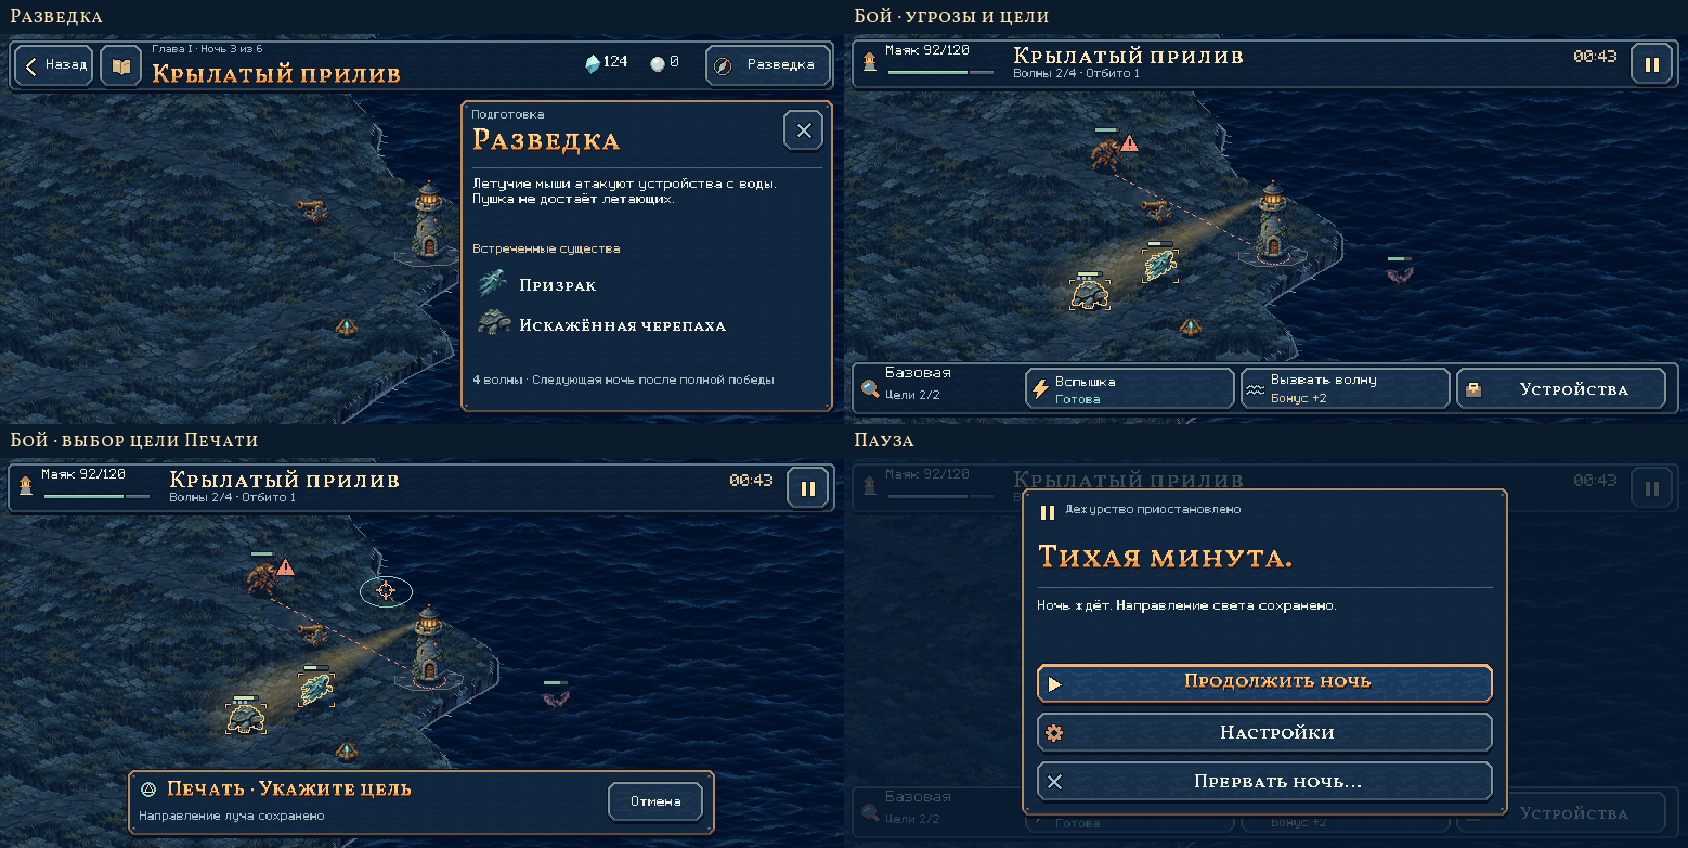 Разведка
Назад
Глава I · Ночь 3 из 6
Крылатый прилив
124
0
Разведка
Подготовка
Разведка
Летучие мыши атакуют устройства с воды.
Пушка не достаёт летающих.
Встреченные существа
Призрак
Искажённая черепаха
4 волны · Следующая ночь после полной победы
Бой · угрозы и цели
Маяк 92/120
Крылатый прилив
Волны 2/4 · Отбито 1
00:43
Базовая
Цели 2/2
Вспышка
Готова
Вызвать волну
Бонус +2
Устройства
Бой · выбор цели Печати
Маяк 92/120
Крылатый прилив
Волны 2/4 · Отбито 1
00:43
Печать · Укажите цель
Направление луча сохранено
Отмена
Пауза
Маяк 92/120
Крылатый прилив
00:43
Дежурство приостановлено
Тихая минута.
Ночь ждёт. Направление света сохранено.
Продолжить ночь
Настройки
Прервать ночь...
Базовая
Цели 2/2
Готова
Бонус +2
Устройства